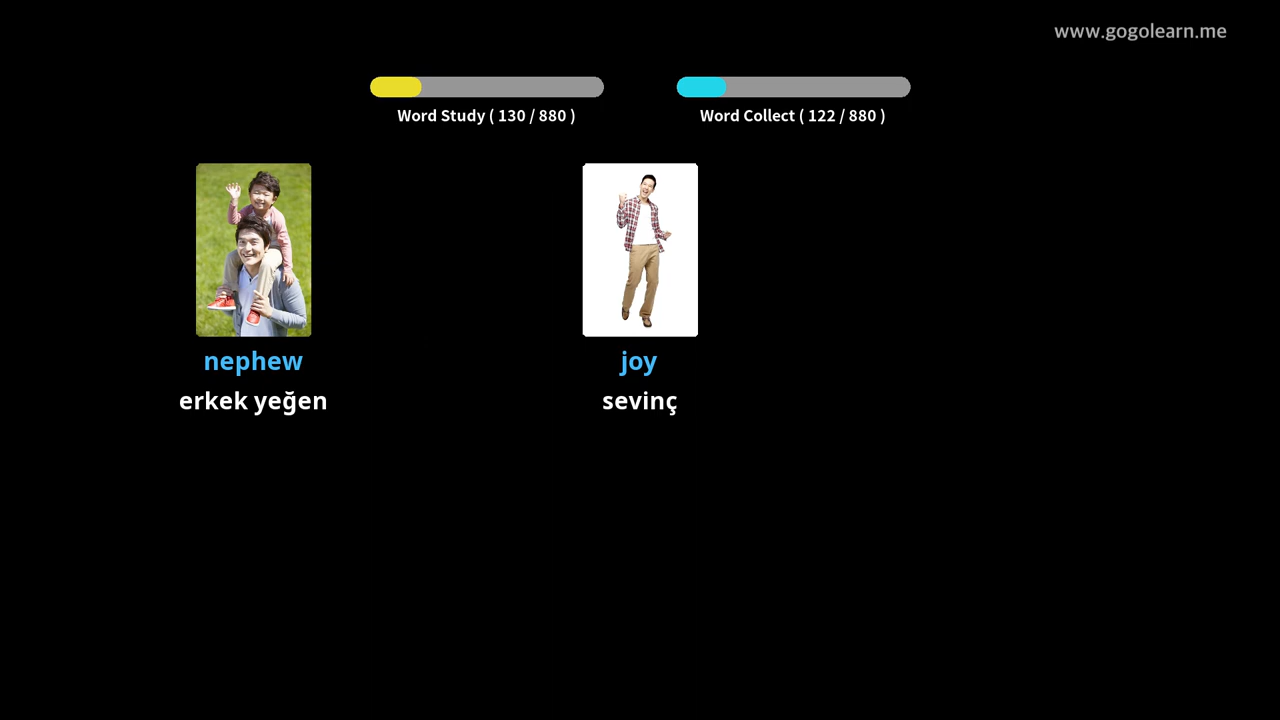 www.gogolearn.me
Word Study ( 130 / 880 )
Word Collect ( 122 / 880 )
nephew
erkek yeğen
joy
sevinç